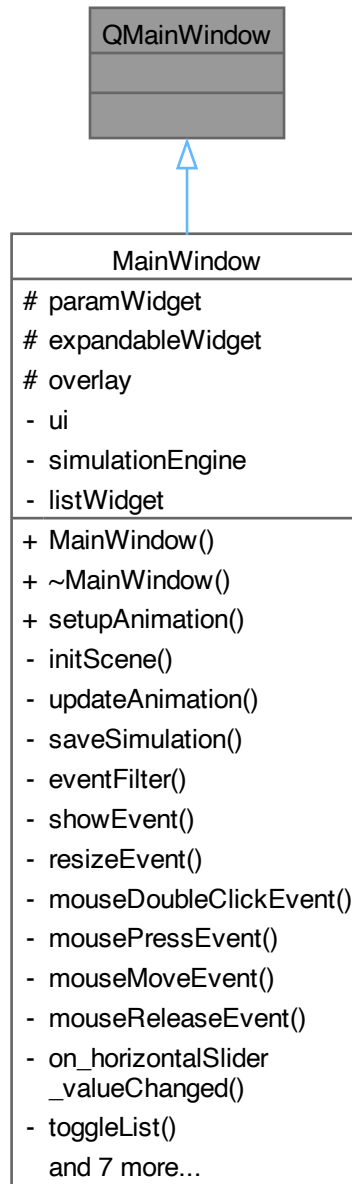 QMainWindow
MainWindow
# paramWidget
# expandableWidget
# overlay
- ui
- simulationEngine
- listWidget
+ MainWindow()
+ ~MainWindow()
+ setupAnimation()
- initScene()
- updateAnimation()
- saveSimulation()
- eventFilter()
- showEvent()
- resizeEvent()
- mouseDoubleClickEvent()
- mousePressEvent()
- mouseMoveEvent()
- mouseReleaseEvent()
- on_horizontalSlider
_valueChanged()
- toggleList()
and 7 more...